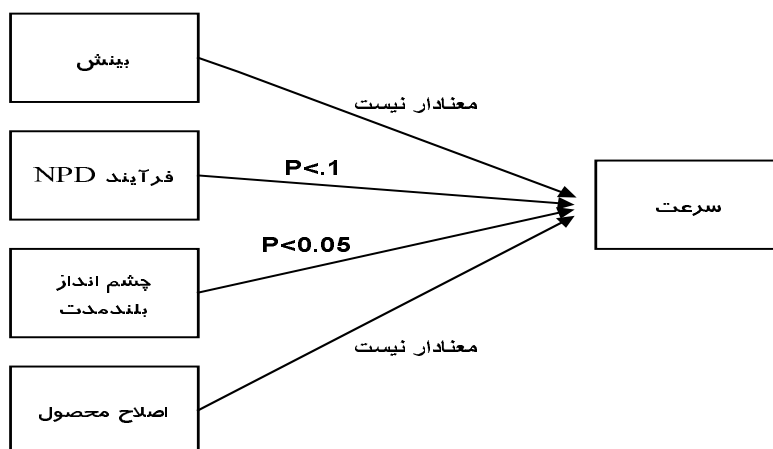 بینش
معنادار نیست
فرآیند NPD
P<.1
سرعت
P<0.05
چشم انداز
بلندمدت
معنادار نیست
اصلاح محصول